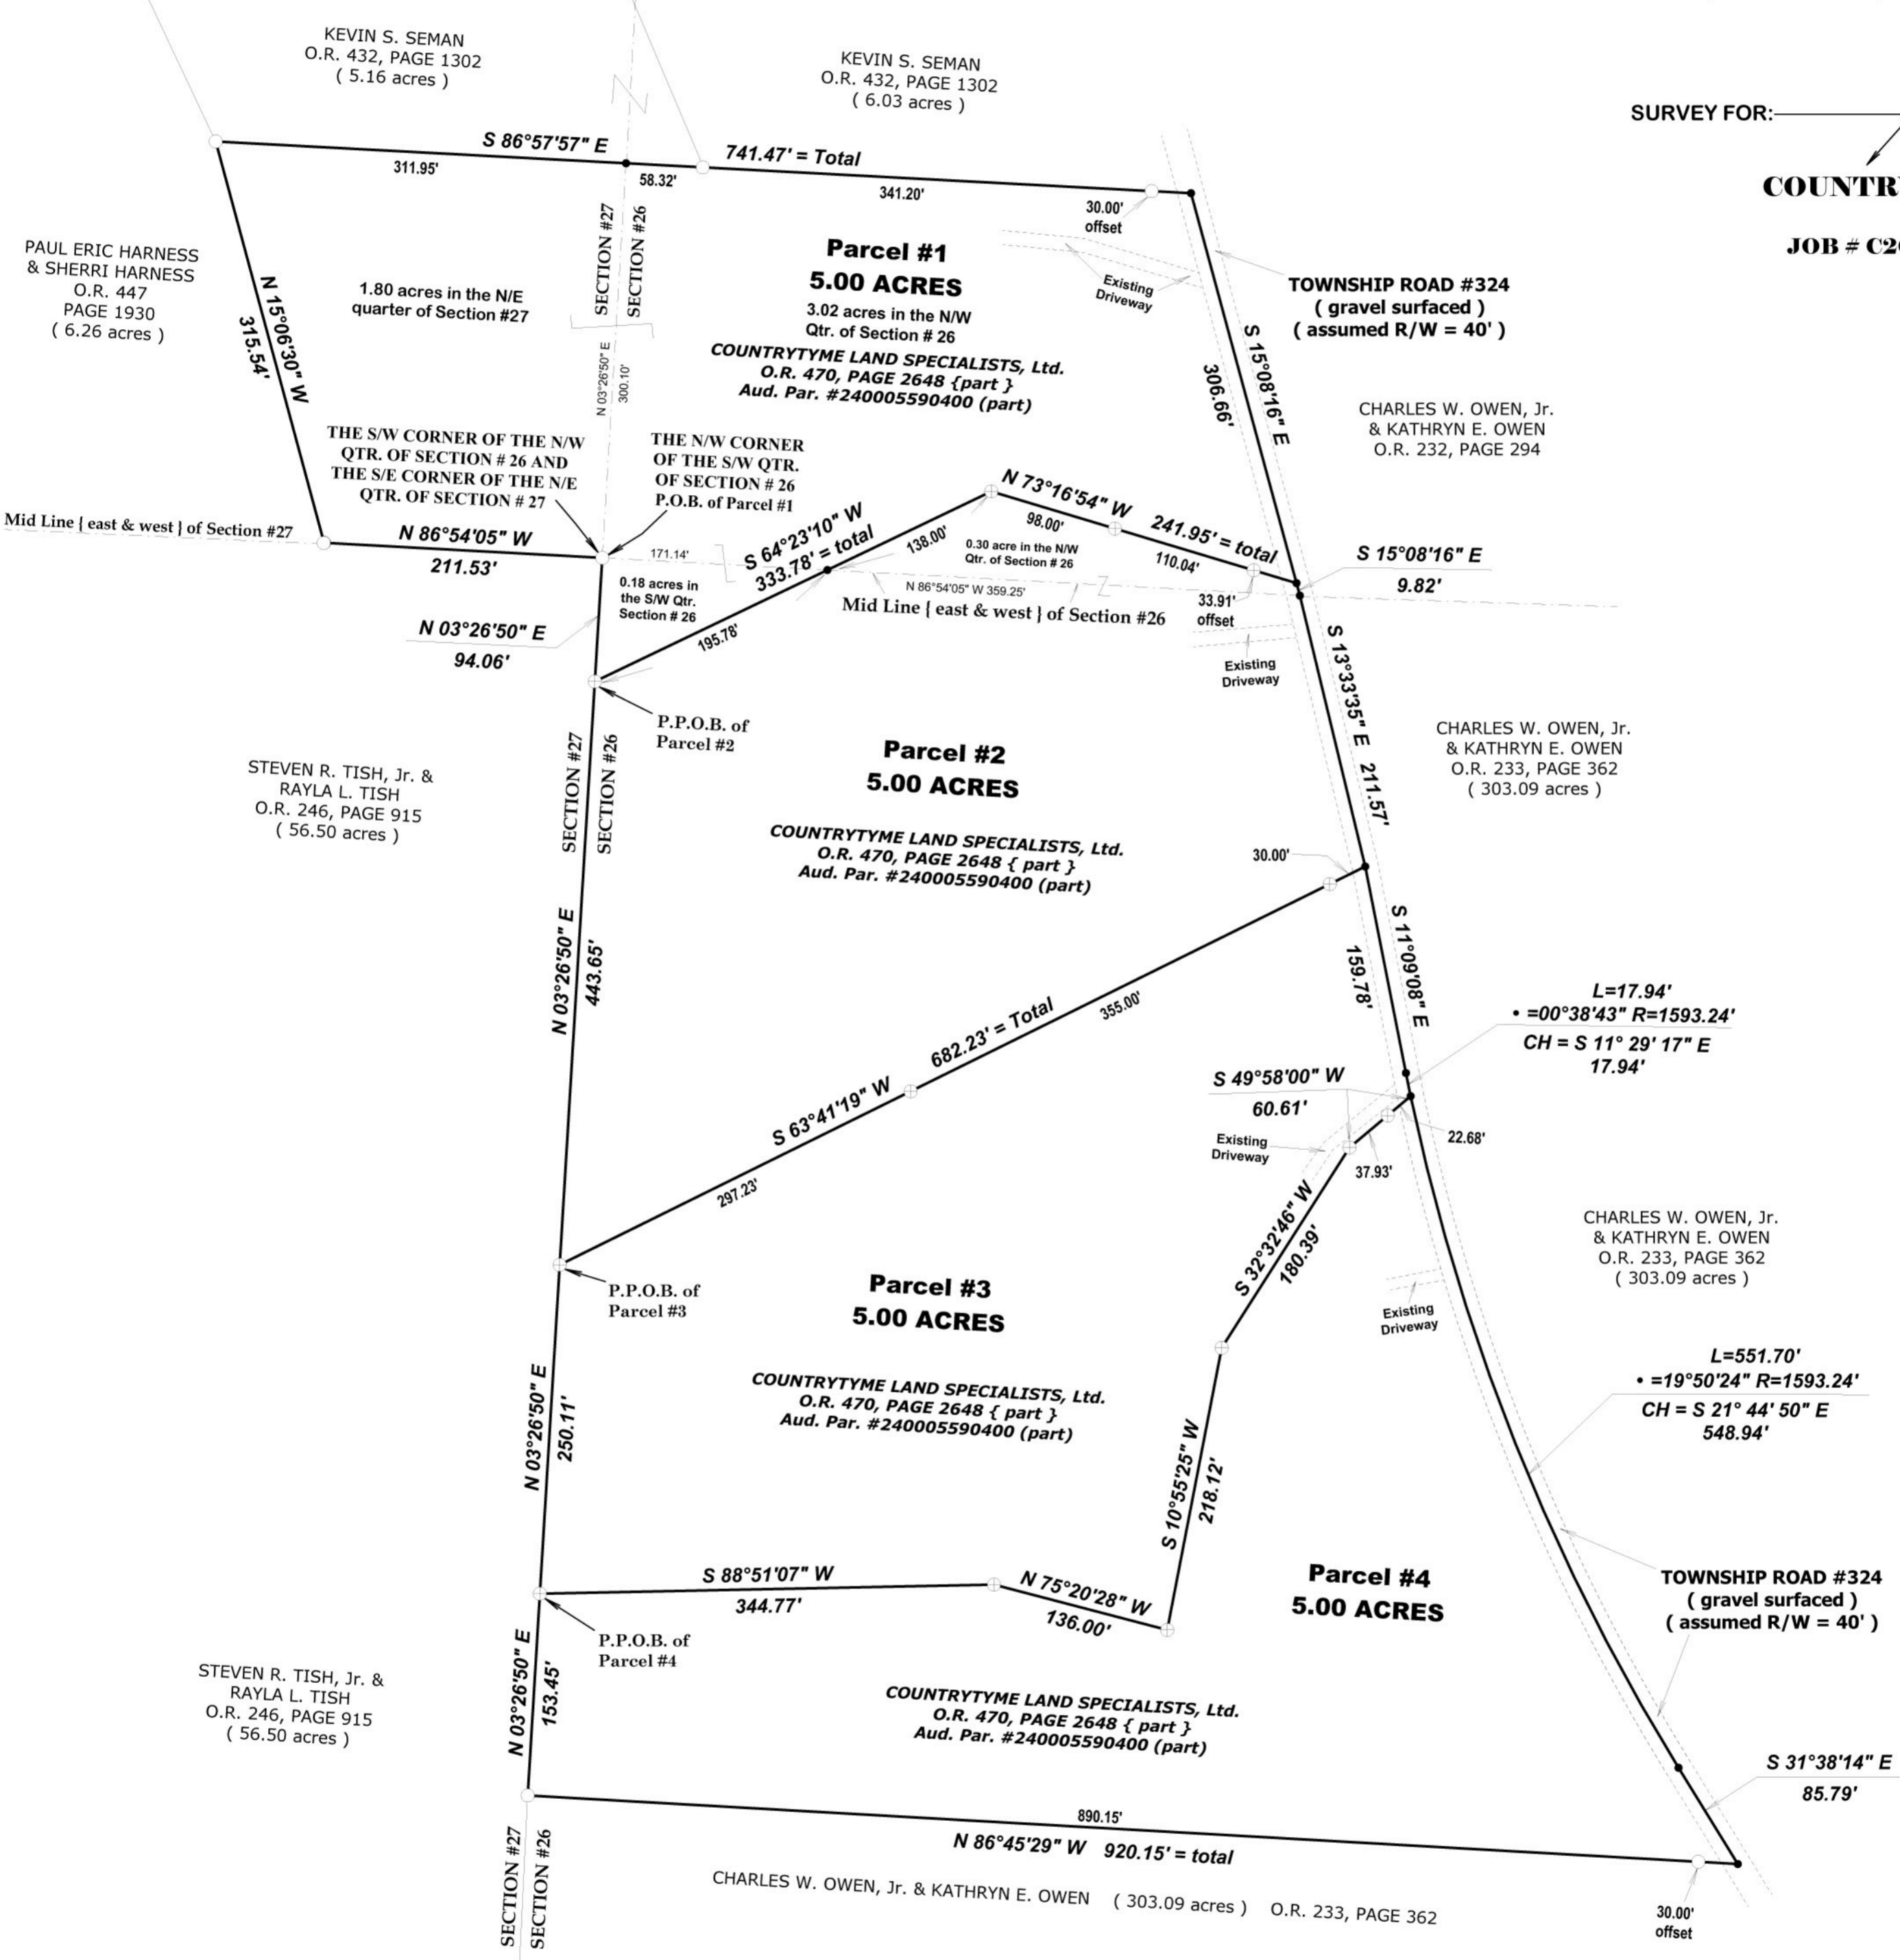 KEVIN S. SEMAN
O.R. 432, PAGE 1302
( 5.16 acres )
KEVIN S. SEMAN
O.R. 432, PAGE 1302
( 6.03 acres )
SURVEY FOR:
COUNTR
JOB # C2
S 86°57'57" E
741.47' = Total
311.95'
58.32'
341.20'
30.00'
offset
SECTION #27
SECTION #26
PAUL ERIC HARNESS
& SHERRI HARNESS
O.R. 447
PAGE 1930
( 6.26 acres )
N 15°06'30" W
315.54'
1.80 acres in the N/E
quarter of Section #27
Parcel #1
5.00 ACRES
3.02 acres in the N/W
Qtr. of Section # 26
COUNTRYTYME LAND SPECIALISTS, Ltd.
O.R. 470, PAGE 2648 {part }
Aud. Par. #240005590400 (part)
Existing
Driveway
TOWNSHIP ROAD #324
( gravel surfaced )
( assumed R/W = 40' )
S 15°08'16" E
306.66'
N 03°26'50" E
300.10'
CHARLES W. OWEN, Jr.
& KATHRYN E. OWEN
O.R. 232, PAGE 294
THE S/W CORNER OF THE N/W
QTR. OF SECTION # 26 AND
THE S/E CORNER OF THE N/E
QTR. OF SECTION # 27
THE N/W CORNER
OF THE S/W QTR.
OF SECTION # 26
P.O.B. of Parcel #1
Mid Line { east & west } of Section #27
N 86°54'05" W
211.53'
171.14'
S 64°23'10" W
333.78' = total
138.00'
195.78'
N 73°16'54" W
241.95' = total
98.00'
110.04'
0.30 acre in the N/W
Qtr. of Section # 26
N 86°54'05" W 359.25'
Mid Line { east & west } of Section #26
33.91'
offset
S 15°08'16" E
9.82'
0.18 acres in
the S/W Qtr.
Section # 26
N 03°26'50" E
94.06'
Existing
Driveway
P.P.O.B. of
Parcel #2
SECTION #27
SECTION #26
S 13°33'35" E 211.57'
Parcel #2
5.00 ACRES
COUNTRYTYME LAND SPECIALISTS, Ltd.
O.R. 470, PAGE 2648 { part }
Aud. Par. #240005590400 (part)
STEVEN R. TISH, Jr. &
RAYLA L. TISH
O.R. 246, PAGE 915
( 56.50 acres )
CHARLES W. OWEN, Jr.
& KATHRYN E. OWEN
O.R. 233, PAGE 362
( 303.09 acres )
30.00'
N 03°26'50" E
443.65'
S 11°09'08" E
159.78'
S 63°41'19" W
682.23' = Total
355.00'
297.23'
L=17.94'
• =00°38'43" R=1593.24'
CH = S 11° 29' 17" E
17.94'
S 49°58'00" W
60.61'
22.68'
37.93'
Existing
Driveway
S 32°32'46" W
180.39'
P.P.O.B. of
Parcel #3
Parcel #3
5.00 ACRES
COUNTRYTYME LAND SPECIALISTS, Ltd.
O.R. 470, PAGE 2648 { part }
Aud. Par. #240005590400 (part)
Existing
Driveway
CHARLES W. OWEN, Jr.
& KATHRYN E. OWEN
O.R. 233, PAGE 362
( 303.09 acres )
L=551.70'
• =19°50'24" R=1593.24'
CH = S 21° 44' 50" E
548.94'
N 03°26'50" E
250.11'
S 10°55'25" W
218.12'
S 88°51'07" W
344.77'
N 75°20'28" W
136.00'
P.P.O.B. of
Parcel #4
Parcel #4
5.00 ACRES
TOWNSHIP ROAD #324
( gravel surfaced )
( assumed R/W = 40' )
N 03°26'50" E
153.45'
STEVEN R. TISH, Jr. &
RAYLA L. TISH
O.R. 246, PAGE 915
( 56.50 acres )
COUNTRYTYME LAND SPECIALISTS, Ltd.
O.R. 470, PAGE 2648 { part }
Aud. Par. #240005590400 (part)
S 31°38'14" E
85.79'
890.15'
N 86°45'29" W 920.15' = total
SECTION #27
SECTION #26
CHARLES W. OWEN, Jr. & KATHRYN E. OWEN ( 303.09 acres ) O.R. 233, PAGE 362
30.00'
offset